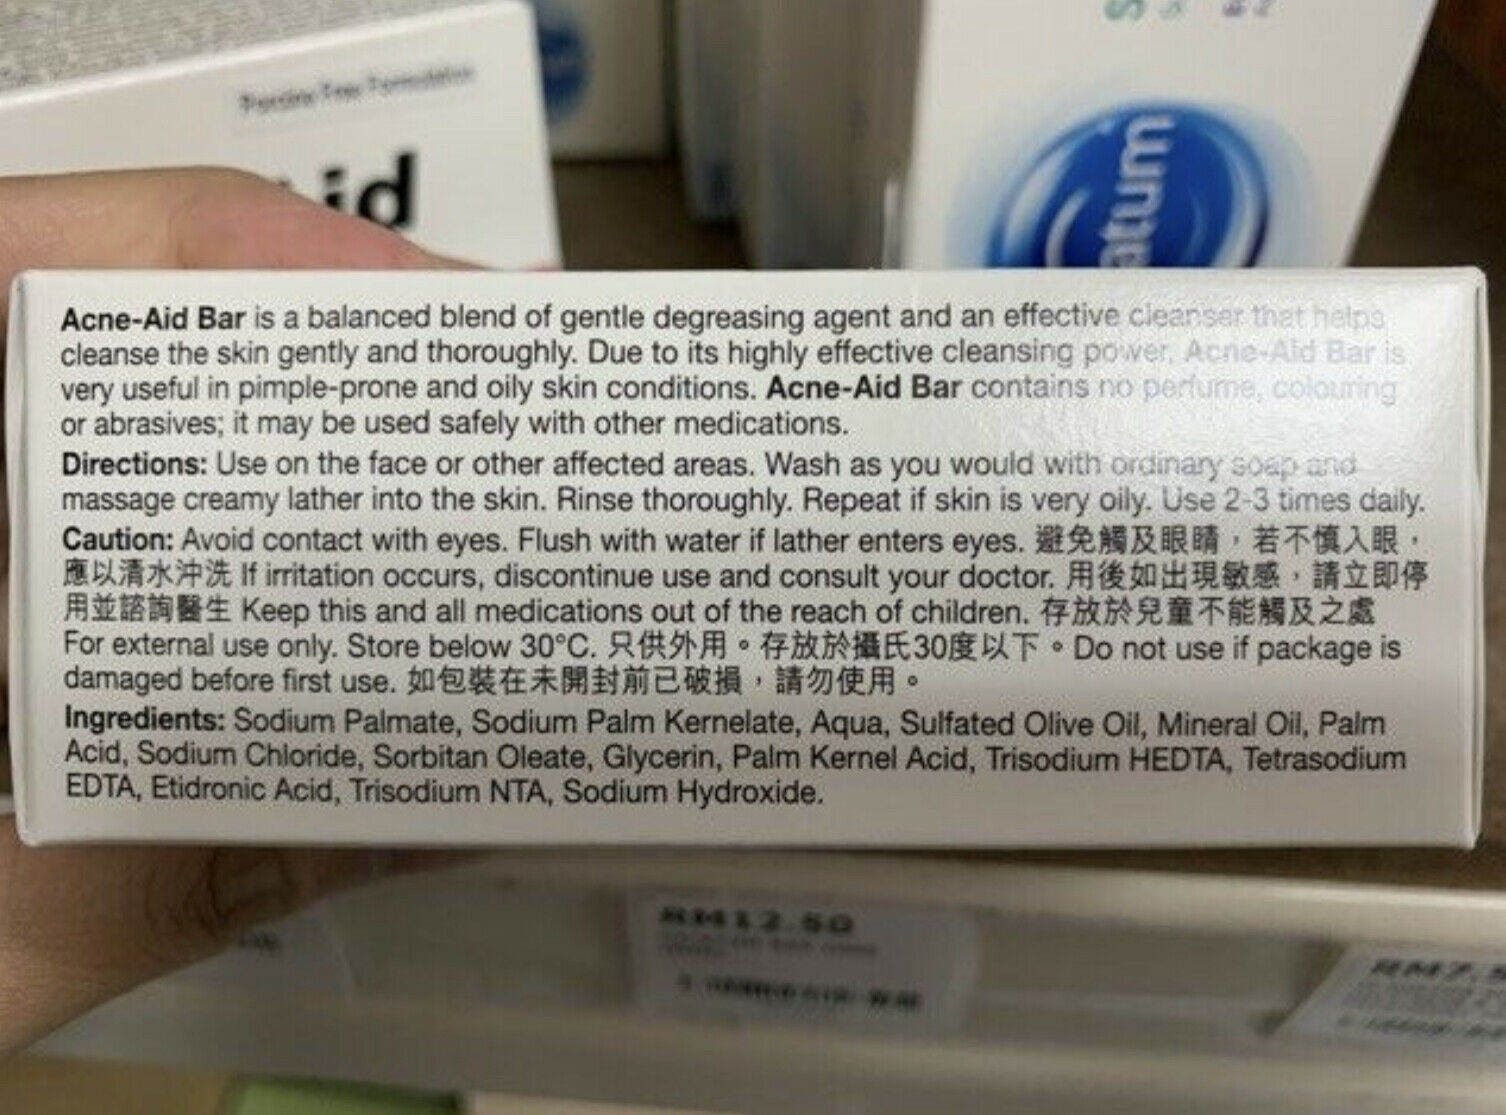 Porcine Free Formulation
id
atum
Acne-Aid Bar is a balanced blend of gentle degreasing agent and an effective cleanser that helps
cleanse the skin gently and thoroughly. Due to its highly effective cleansing power, Acne-Aid Bar is
very useful in pimple-prone and oily skin conditions. Acne-Aid Bar contains no perfume, colouring
or abrasives; it may be used safely with other medications.
Directions: Use on the face or other affected areas. Wash as you would with ordinary soap and
massage creamy lather into the skin. Rinse thoroughly. Repeat if skin is very oily. Use 2-3 times daily.
Caution: Avoid contact with eyes. Flush with water if lather enters eyes. 避免觸及眼睛，若不慎入眼，
應以清水沖洗 If irritation occurs, discontinue use and consult your doctor. 用後如出現敏感，請立即停
用並諮詢醫生 Keep this and all medications out of the reach of children. 存放於兒童不能觸及之處
For external use only. Store below 30°C. 只供外用。存放於攝氏30度以下。Do not use if package is
damaged before first use. 如包裝在未開封前已破損，請勿使用。
Ingredients: Sodium Palmate, Sodium Palm Kernelate, Aqua, Sulfated Olive Oil, Mineral Oil, Palm
Acid, Sodium Chloride, Sorbitan Oleate, Glycerin, Palm Kernel Acid, Trisodium HEDTA, Tetrasodium
EDTA, Etidronic Acid, Trisodium NTA, Sodium Hydroxide.
RM12.50
RM7.5